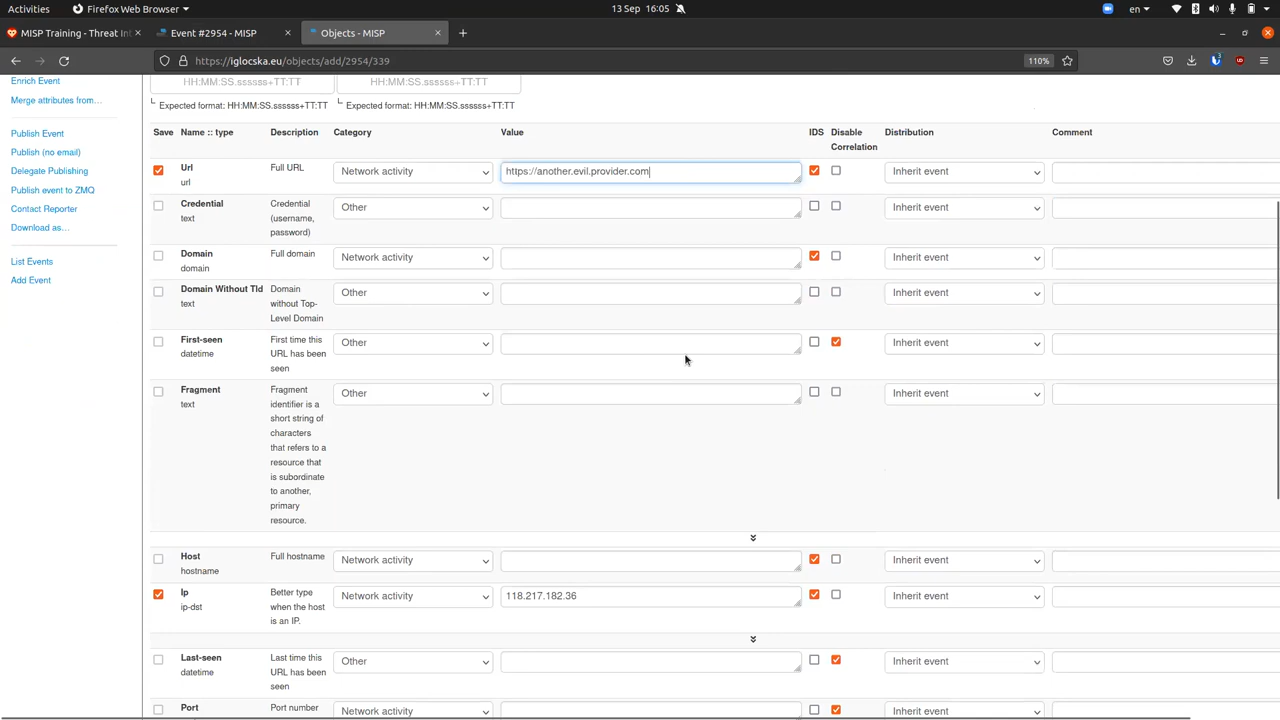 Activities Firefox Web Browser 13 Sep 16:05 en
MISP Training - Threat Int Event #2954 - MISP Objects - MISP
https://iglocska.eu/objects/add/2954/339 110%
HH:MM:SS.ssssss+TT:TT HH:MM:SS.ssssss+TT:TT
Expected format: HH:MM:SS.ssssss+TT:TT Expected format: HH:MM:SS.ssssss+TT:TT
Enrich Event
Merge attributes from...
Publish Event
Publish (no email)
Delegate Publishing
Publish event to ZMQ
Contact Reporter
Download as...
List Events
Add Event
Save Name :: type Description Category Value IDS Disable Distribution Comment
Correlation
Url Full URL Network activity https://another.evil.provider.com Inherit event
url
Credential Credential Other Inherit event
text (username,
password)
Domain Full domain Network activity Inherit event
domain
Domain Without Tld Domain Other Inherit event
text without Top-
Level Domain
First-seen First time this Other Inherit event
datetime URL has been
seen
Fragment Fragment Other Inherit event
text identifier is a
short string of
characters
that refers to a
resource that
is subordinate
to another,
primary
resource.
Host Full hostname Network activity Inherit event
hostname
Ip Better type Network activity 118.217.182.36 Inherit event
ip-dst when the host
is an IP.
Last-seen Last time this Other Inherit event
datetime URL has been
seen
Port Port number Network activity Inherit event